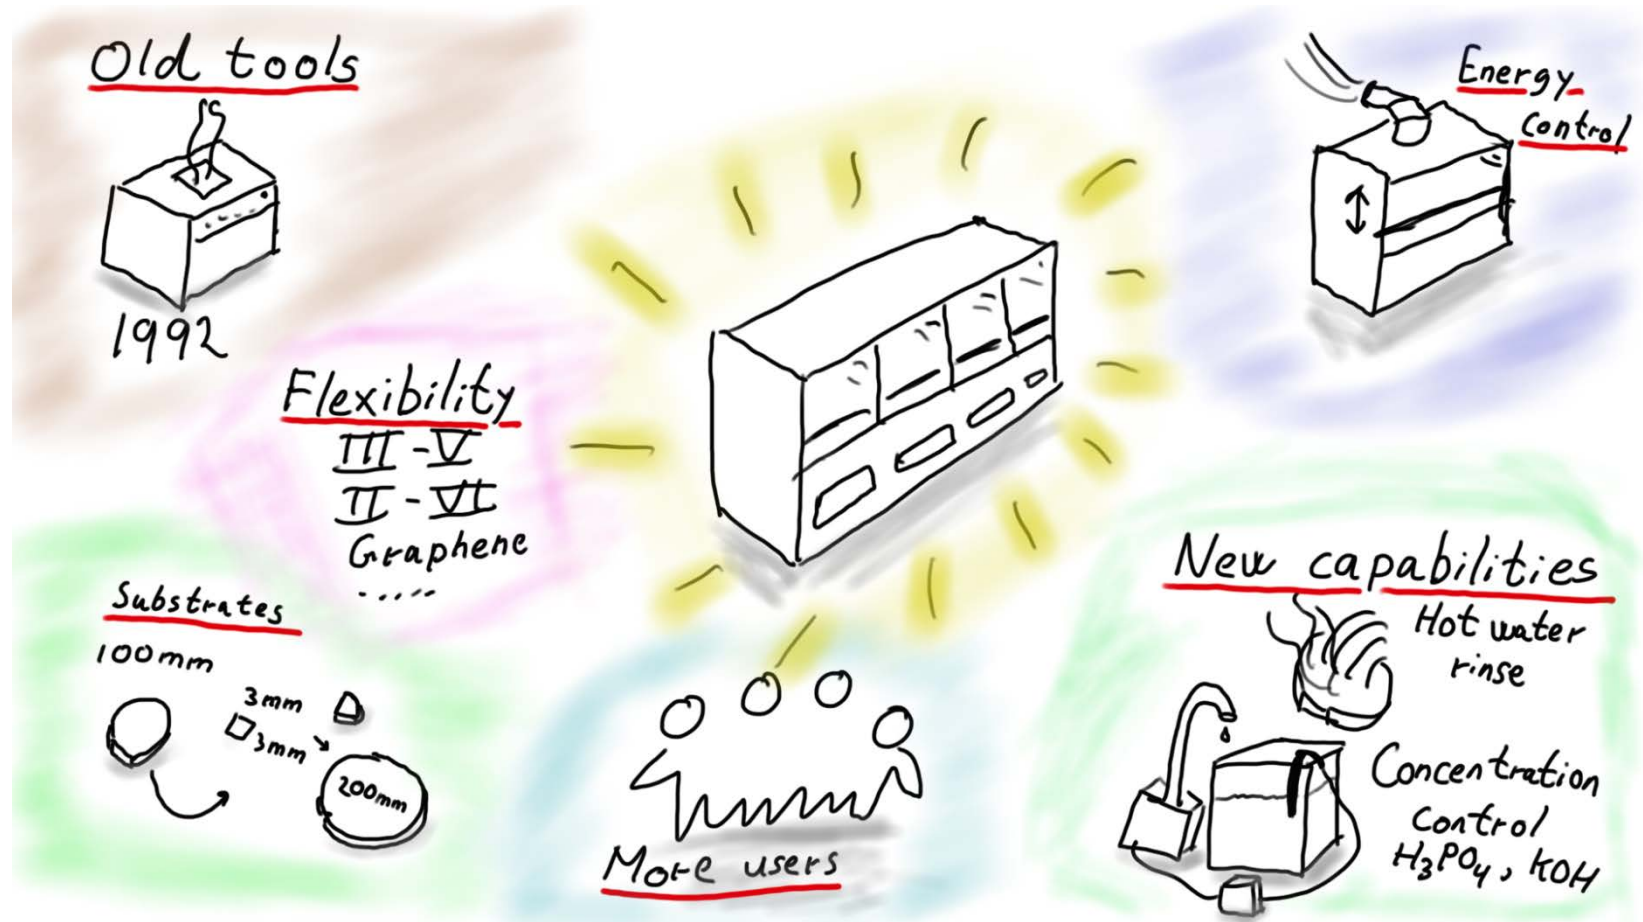 Old tools
1992
Flexibility
III-V
II-VI
Graphene
.....
Substrates
100mm
3mm
3mm
200mm
More users
Energy
Control
New capabilities
Hot water
rinse
Concentration
control
H₃PO₄, KOH